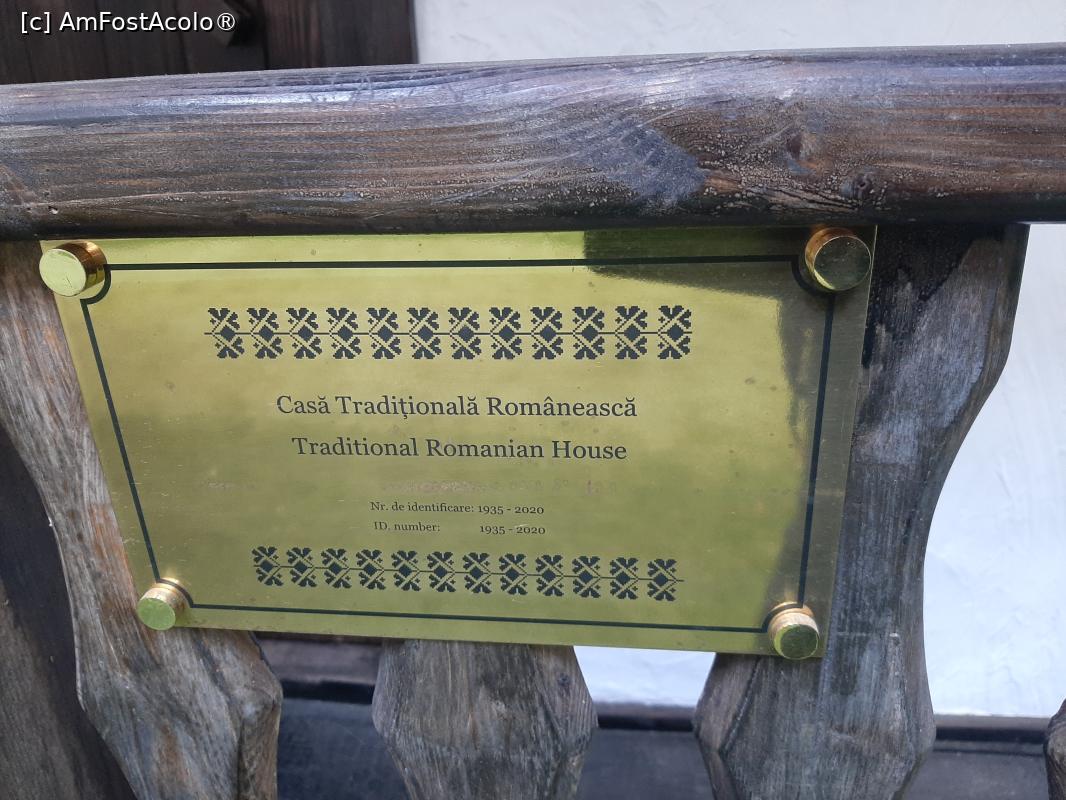 [c] AmFostAcolo®
Casă Tradițională Românească
Traditional Romanian House
Nr. de identificare: 1935 - 2020
ID. number: 1935 - 2020